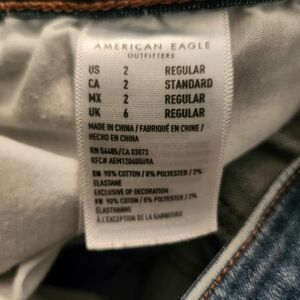 AMERICAN EAGLE
OUTFITTERS
US 2 REGULAR
CA 2 STANDARD
MX 2 REGULAR
UK 6 REGULAR
MADE IN CHINA / FABRIQUÉ EN CHINE /
HECHO EN CHINA
RN 54485/CA 03873
RFC# AEM120405U9A
EN 90% COTTON / 8% POLYESTER / 2%
ELASTANE
EXCLUSIVE OF DECORATION
FR 90% COTON / 8% POLYESTER / 2%
ÉLASTHANNE
À L'EXCEPTION DE LA GARNITURE